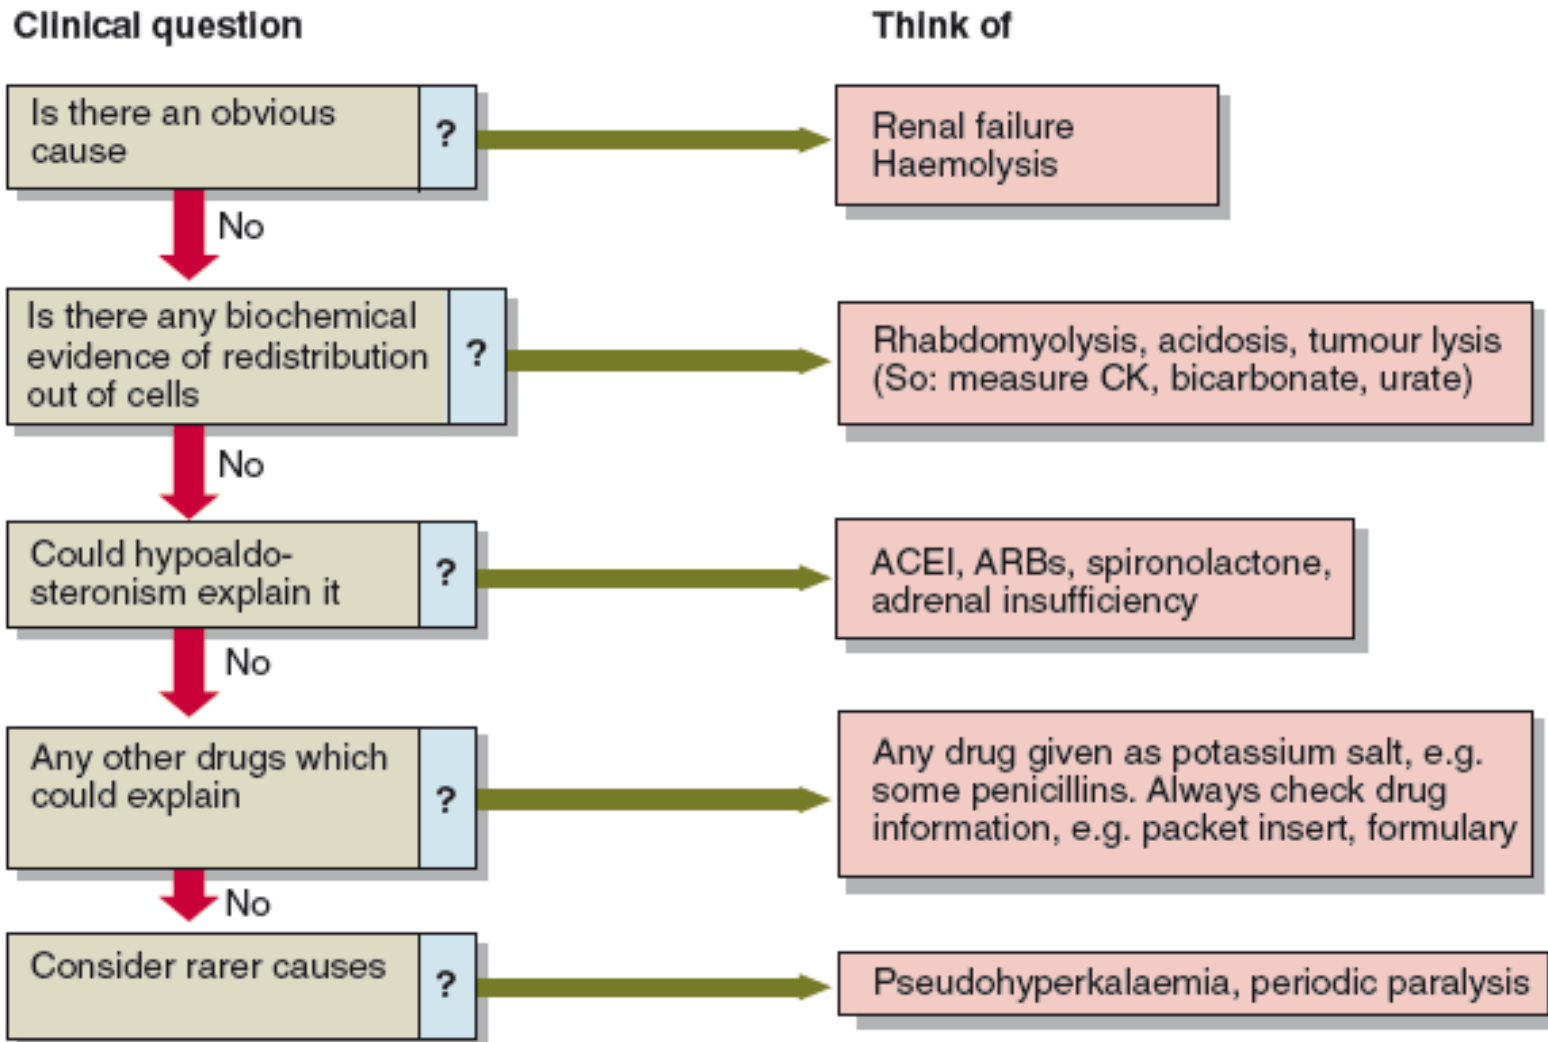 Clinical question
Think of
Is there an obvious
cause
?
Renal failure
Haemolysis
No
Is there any biochemical
evidence of redistribution
out of cells
?
Rhabdomyolysis, acidosis, tumour lysis
(So: measure CK, bicarbonate, urate)
No
Could hypoaldo-
steronism explain it
?
ACEI, ARBs, spironolactone,
adrenal insufficiency
No
Any other drugs which
could explain
?
Any drug given as potassium salt, e.g.
some penicillins. Always check drug
information, e.g. packet insert, formulary
No
Consider rarer causes
?
Pseudohyperkalaemia, periodic paralysis